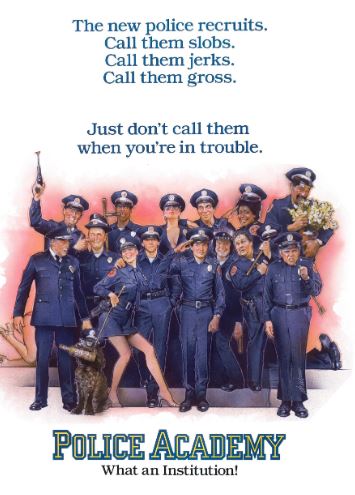 The new police recruits.
Call them slobs.
Call them jerks.
Call them gross.
Just don't call them
when you're in trouble.
POLICE ACADEMY
What an Institution!